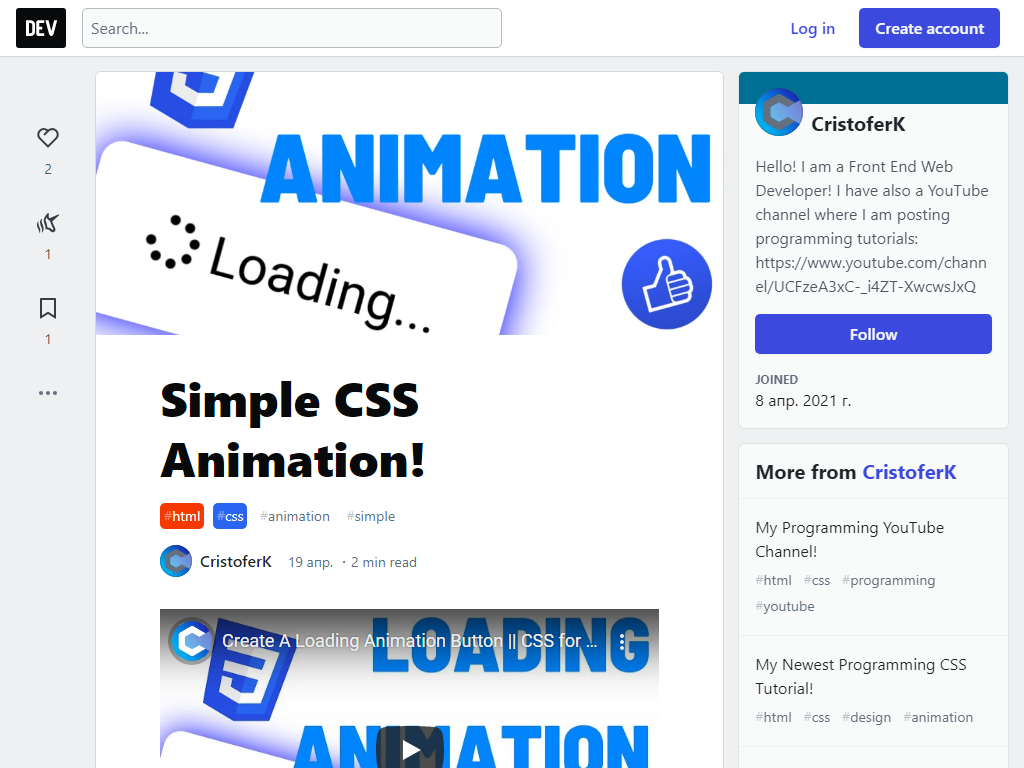 DEV
Search...
Log in
Create account
2
1
1
ANIMATION
Loading...
Simple CSS
Animation!
#html #css #animation #simple
CristoferK 19 апр. · 2 min read
Create A Loading Animation Button || CSS for ...
LOADING
ANIMATION
CristoferK
Hello! I am a Front End Web
Developer! I have also a YouTube
channel where I am posting
programming tutorials:
https://www.youtube.com/chann
el/UCFzeA3xC-_i4ZT-XwcwsJxQ
Follow
JOINED
8 апр. 2021 г.
More from CristoferK
My Programming YouTube
Channel!
#html #css #programming
#youtube
My Newest Programming CSS
Tutorial!
#html #css #design #animation